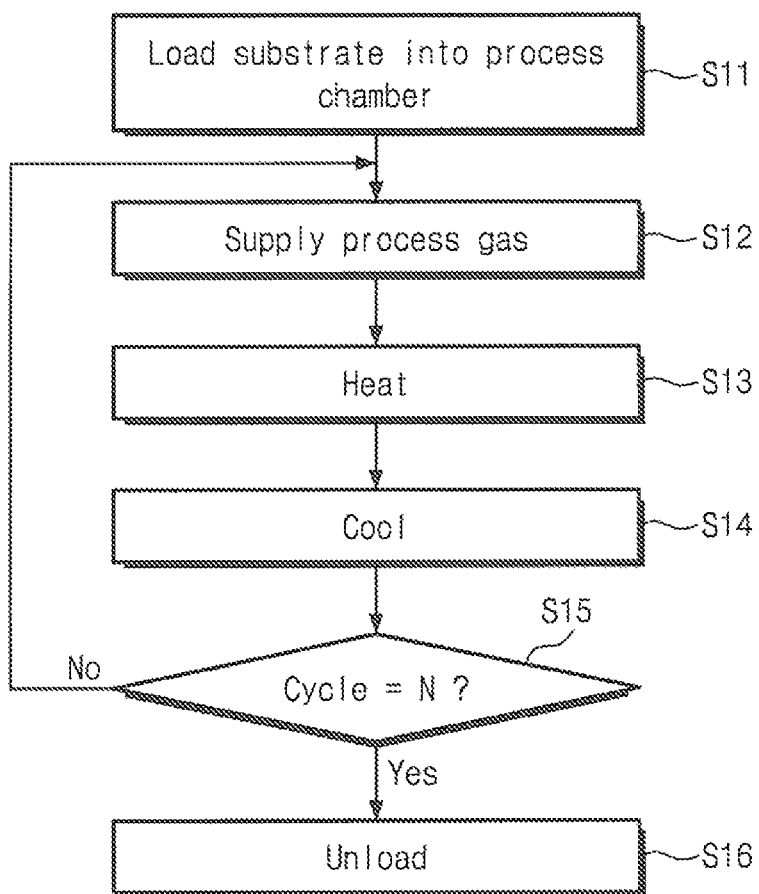 Load substrate into process
chamber
S11
Supply process gas
S12
Heat
S13
Cool
S14
S15
No
Cycle = N ?
Yes
Unload
S16